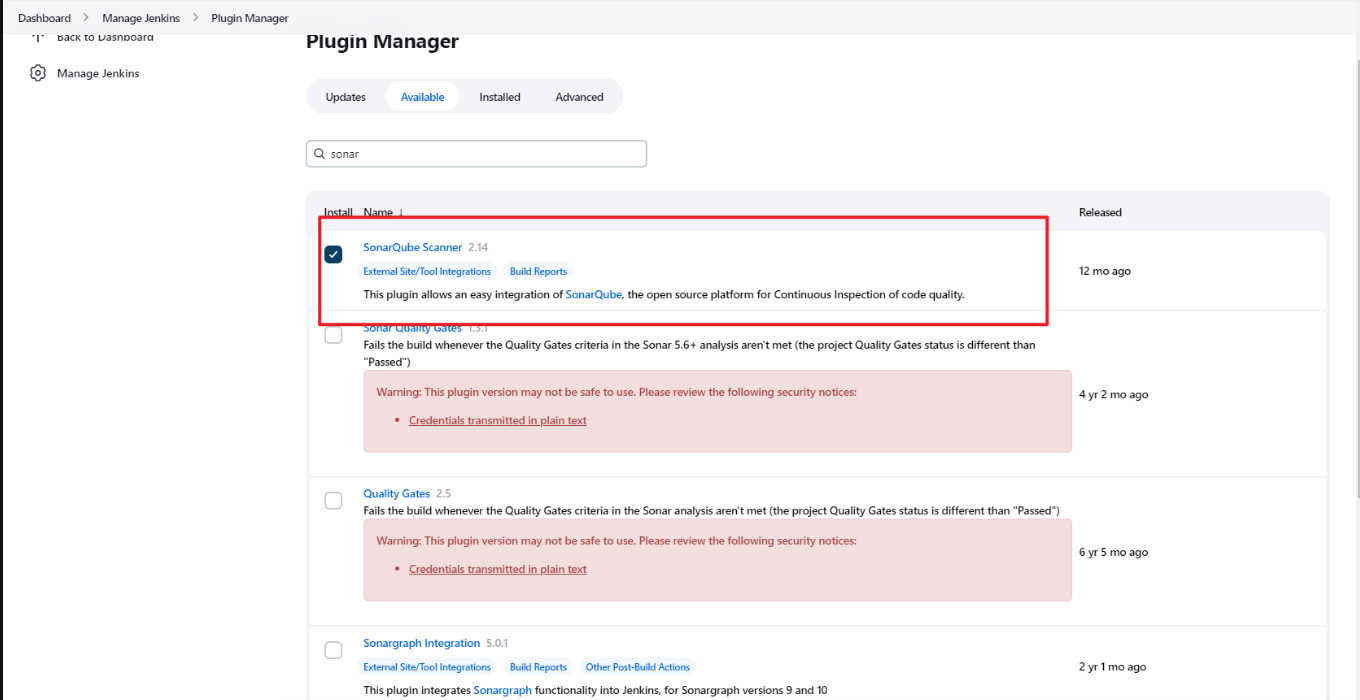 Dashboard > Manage Jenkins > Plugin Manager
Back to Dashboard
Manage Jenkins
Plugin Manager
Updates Available Installed Advanced
sonar
Install Name ↓ Released
SonarQube Scanner 2.14
External Site/Tool Integrations Build Reports
12 mo ago
This plugin allows an easy integration of SonarQube, the open source platform for Continuous Inspection of code quality.
Sonar Quality Gates 1.3.1
Fails the build whenever the Quality Gates criteria in the Sonar 5.6+ analysis aren't met (the project Quality Gates status is different than
"Passed")
Warning: This plugin version may not be safe to use. Please review the following security notices:
4 yr 2 mo ago
• Credentials transmitted in plain text
Quality Gates 2.5
Fails the build whenever the Quality Gates criteria in the Sonar analysis aren't met (the project Quality Gates status is different than "Passed")
Warning: This plugin version may not be safe to use. Please review the following security notices:
6 yr 5 mo ago
• Credentials transmitted in plain text
Sonargraph Integration 5.0.1
External Site/Tool Integrations Build Reports Other Post-Build Actions
2 yr 1 mo ago
This plugin integrates Sonargraph functionality into Jenkins, for Sonargraph versions 9 and 10